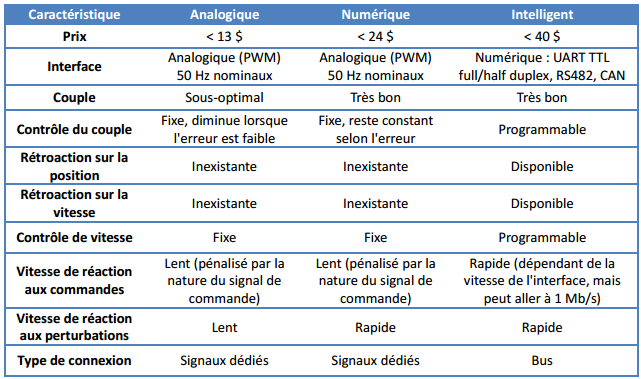 Caractéristique Analogique Numérique Intelligent
Prix < 13 $ < 24 $ < 40 $
Interface Analogique (PWM) 50 Hz nominaux Analogique (PWM) 50 Hz nominaux Numérique : UART TTL full/half duplex, RS482, CAN
Couple Sous-optimal Très bon Très bon
Contrôle du couple Fixe, diminue lorsque l'erreur est faible Fixe, reste constant selon l'erreur Programmable
Rétroaction sur la position Inexistante Inexistante Disponible
Rétroaction sur la vitesse Inexistante Inexistante Disponible
Contrôle de vitesse Fixe Fixe Programmable
Vitesse de réaction aux commandes Lent (pénalisé par la nature du signal de commande) Lent (pénalisé par la nature du signal de commande) Rapide (dépendant de la vitesse de l'interface, mais peut aller à 1 Mb/s)
Vitesse de réaction aux perturbations Lent Rapide Rapide
Type de connexion Signaux dédiés Signaux dédiés Bus